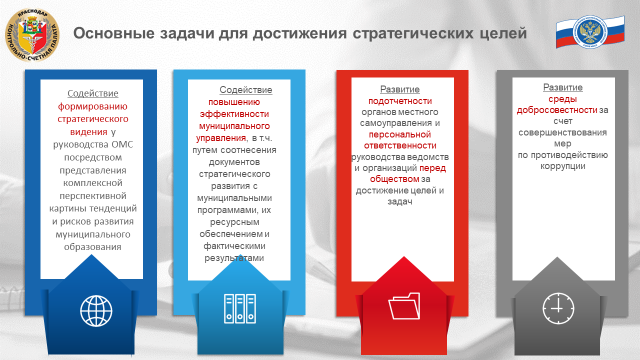 КРАСНОДАР
КОНТРОЛЬНО-СЧЕТНАЯ ПАЛАТА
Основные задачи для достижения стратегических целей
Содействие
формированию
стратегического
видения у
руководства ОМС
посредством
представления
комплексной
перспективной
картины тенденций
и рисков развития
муниципального
образования
Содействие
повышению
эффективности
муниципального
управления, в т.ч.
путем соотнесения
документов
стратегического
развития с
муниципальными
программами, их
ресурсным
обеспечением и
фактическими
результатами
Развитие
подотчетности
органов местного
самоуправления и
персональной
ответственности
руководства ведомств
и организаций перед
обществом за
достижение целей и
задач
Развитие
среды
добросовестности за
счет
совершенствования
мер
по противодействию
коррупции